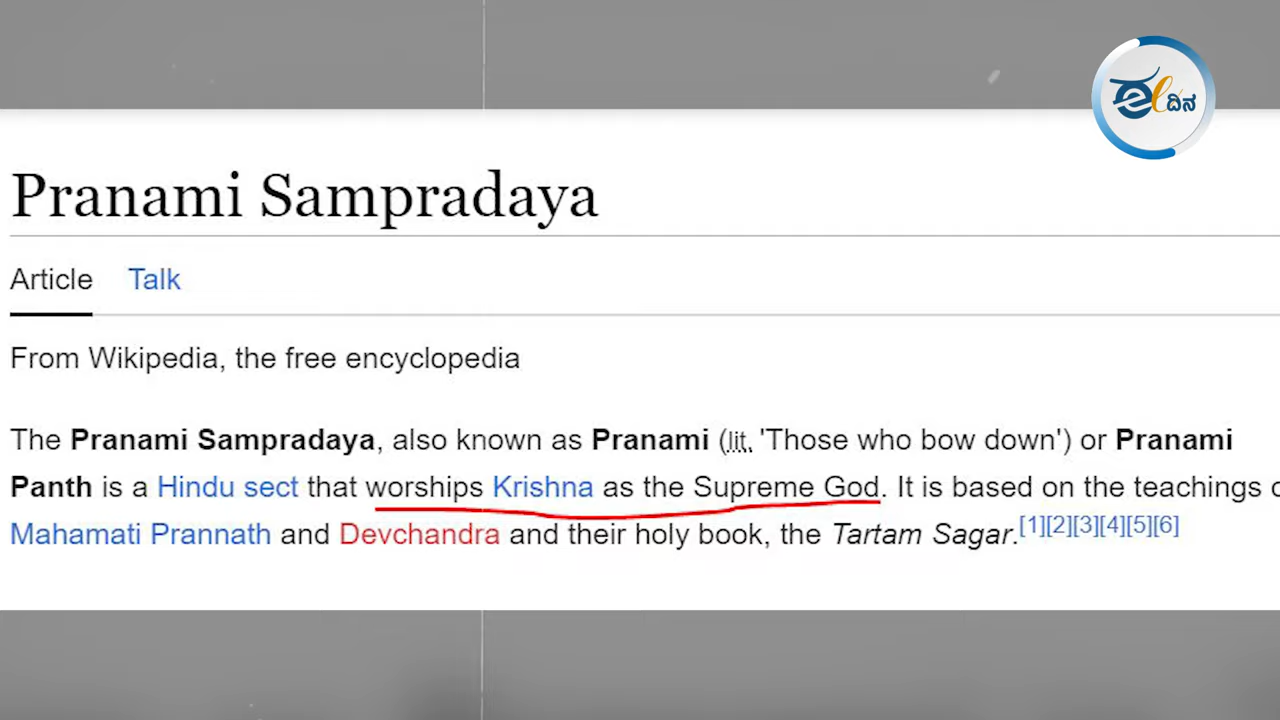 ಈ ದಿನ
Pranami Sampradaya
Article Talk
From Wikipedia, the free encyclopedia
The Pranami Sampradaya, also known as Pranami (lit. 'Those who bow down') or Pranami
Panth is a Hindu sect that worships Krishna as the Supreme God. It is based on the teachings
Mahamati Prannath and Devchandra and their holy book, the Tartam Sagar.[1][2][3][4][5][6]